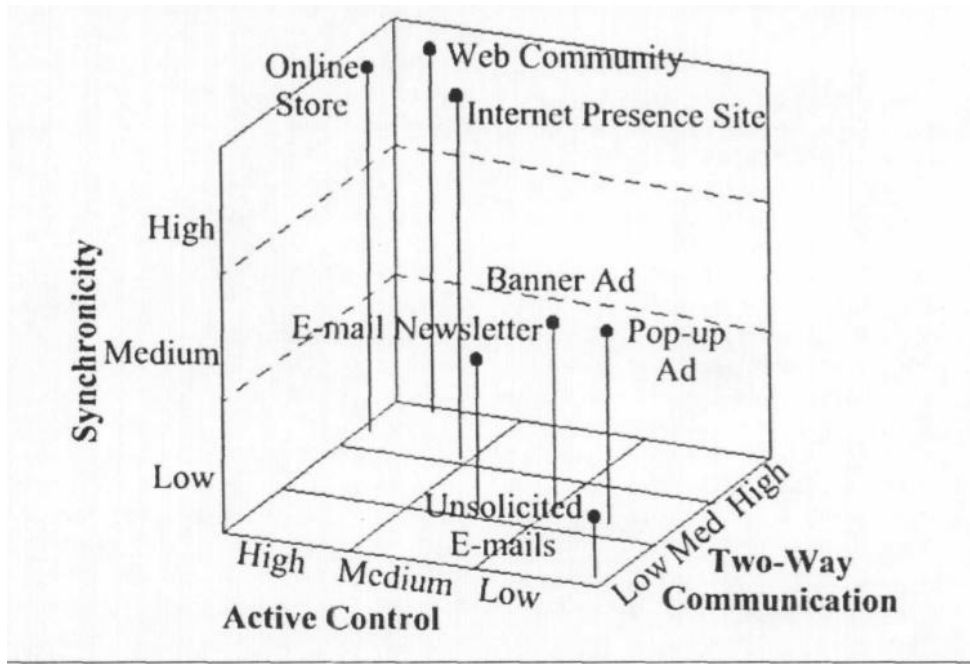 Web Community
Online
Store
Internet Presence Site
High
Banner Ad
E-mail Newsletter
Pop-up
Ad
Medium
Synchronicity
Low
Unsolicited
E-mails
High
Medium
Low
Active Control
Low
Med
High
Two-Way
Communication